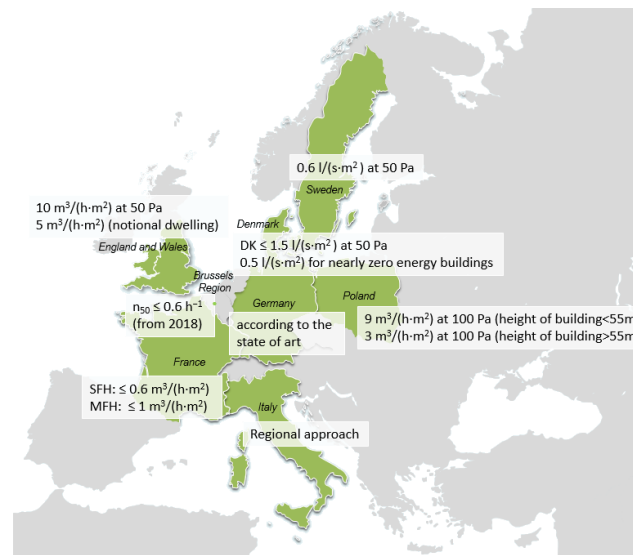 0.6 l/(s·m²) at 50 Pa
Sweden
10 m³/(h·m²) at 50 Pa
5 m³/(h·m²) (notional dwelling)
England and Wales
Denmark
DK ≤ 1.5 l/(s·m²) at 50 Pa
0.5 l/(s·m²) for nearly zero energy buildings
Brussels
Region
n₅₀ ≤ 0.6 h⁻¹
(from 2018)
Germany
according to the
state of art
Poland
9 m³/(h·m²) at 100 Pa (height of building<55m
3 m³/(h·m²) at 100 Pa (height of building>55m
France
SFH: ≤ 0.6 m³/(h·m²)
MFH: ≤ 1 m³/(h·m²)
Italy
Regional approach